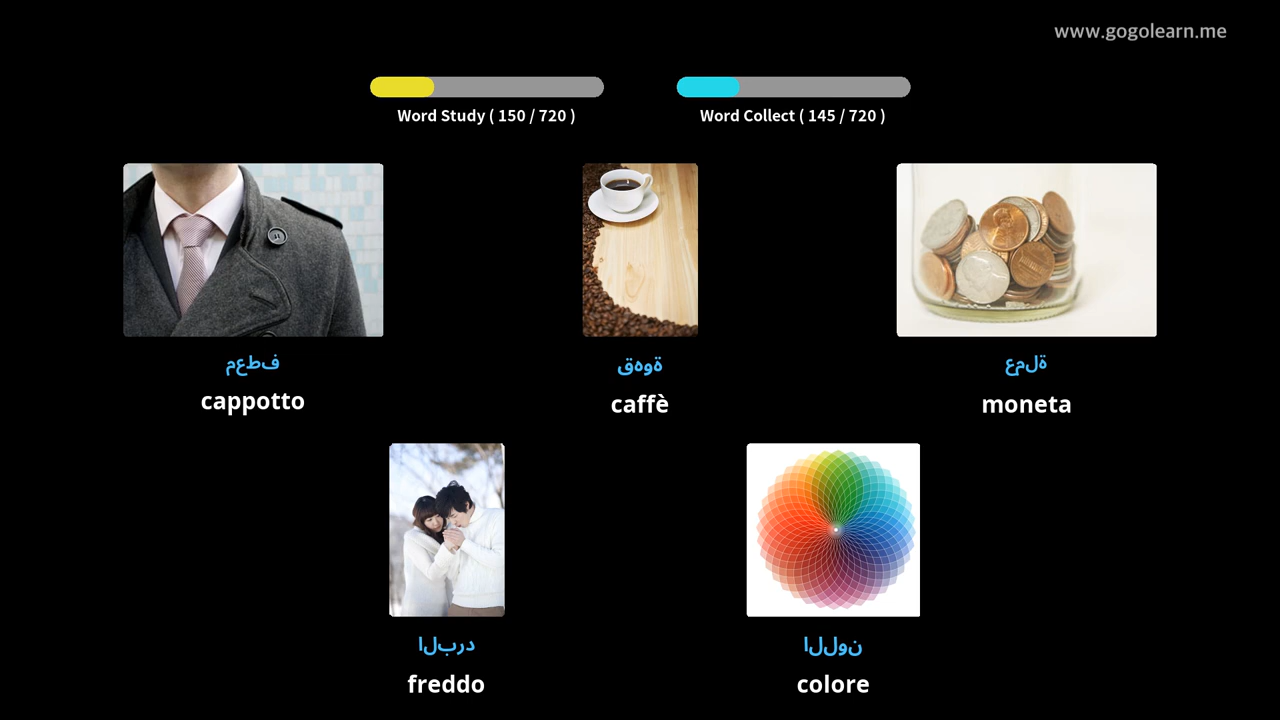 www.gogolearn.me
Word Study ( 150 / 720 )
Word Collect ( 145 / 720 )
معطف
cappotto
قهوة
caffè
عملة
moneta
البرد
freddo
اللون
colore